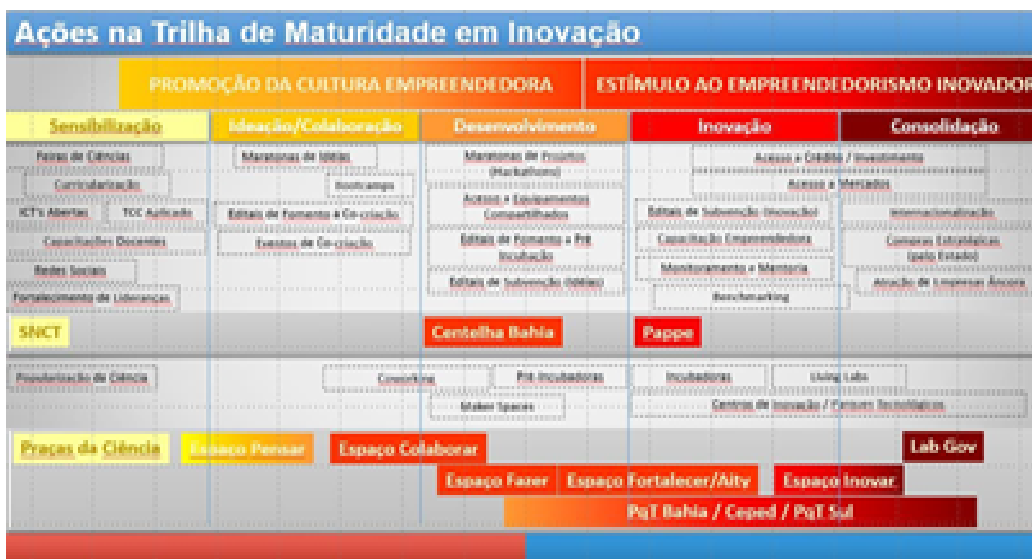 Ações na Trilha de Maturidade em Inovação
PROMOÇÃO DA CULTURA EMPREENDEDORA
ESTÍMULO AO EMPREENDEDORISMO INOVADOR
Sensibilização
Ideação/Colaboração
Desenvolvimento
Inovação
Consolidação
Feiras de Ciências
Curricularização
ICT's Abertas
TCC Aplicado
Capacitações Docentes
Redes Sociais
Fortalecimento de Lideranças
Maratonas de Idéias
Bootcamps
Editais de Fomento à Co-criação
Eventos de Co-criação
Maratonas de Projetos
(Hackathons)
Acesso a Equipamentos
Compartilhados
Editais de Fomento a Pré
Incubação
Editais de Subvenção (Idéias)
Acesso a Crédito / Investimento
Acesso a Mercados
Editais de Subvenção (Inovação)
Capacitação Empreendedora
Monitoramento e Mentoria
Benchmarking
Internacionalização
Compras Estratégicas
(pelo Estado)
Atração de Empresas Âncora
SNCT
Centelha Bahia
Pappe
Popularização da Ciência
Coworking
Pré-Incubadoras
Incubadoras
Living Labs
Maker Spaces
Centros de Inovação / Parques Tecnológicos
Praças da Ciência
Espaço Pensar
Espaço Colaborar
Lab Gov
Espaço Fazer
Espaço Fortalecer/Aity
Espaço Inovar
PqT Bahia / Ceped / PqT Sul